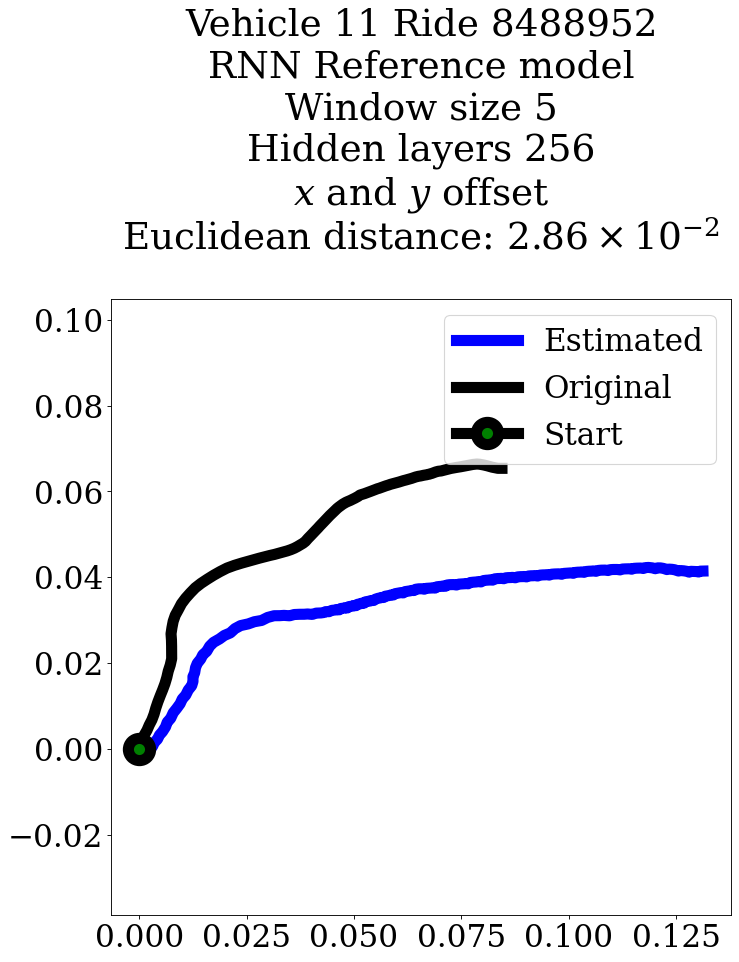 Vehicle 11 Ride 8488952
RNN Reference model
Window size 5
Hidden layers 256
x and y offset
Euclidean distance: 2.86 × 10⁻²
Estimated
Original
Start
0.10
0.08
0.06
0.04
0.02
0.00
−0.02
0.000 0.025 0.050 0.075 0.100 0.125